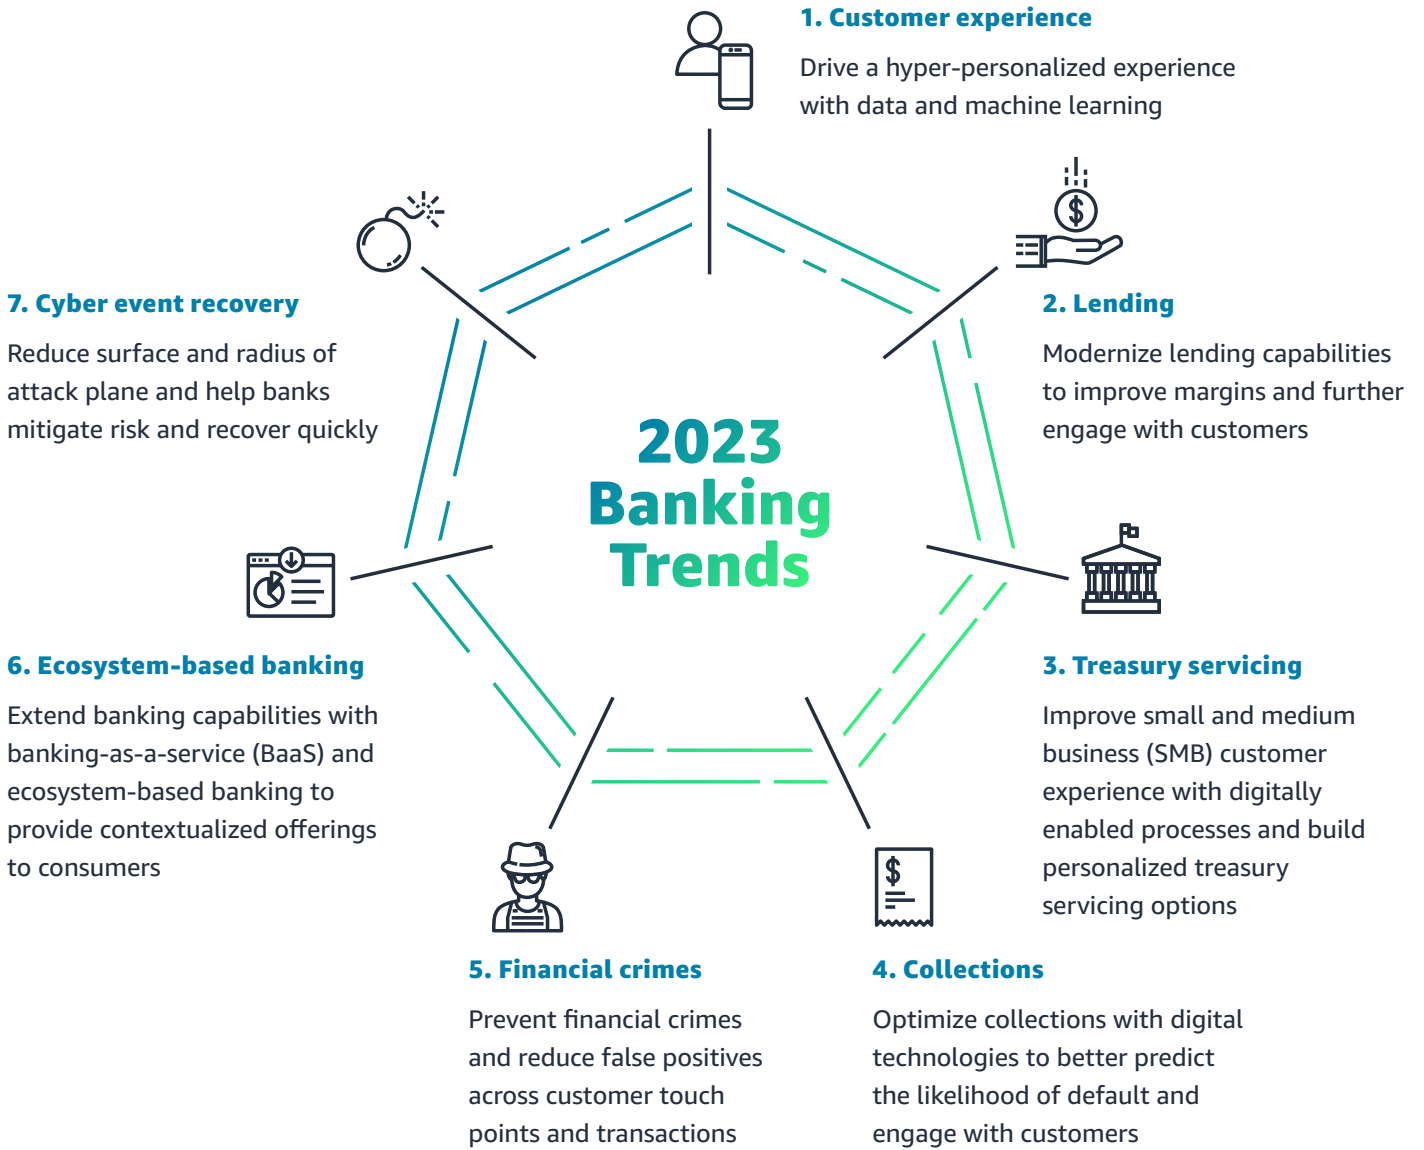 1. Customer experience
Drive a hyper-personalized experience
with data and machine learning
2. Lending
Modernize lending capabilities
to improve margins and further
engage with customers
3. Treasury servicing
Improve small and medium
business (SMB) customer
experience with digitally
enabled processes and build
personalized treasury
servicing options
4. Collections
Optimize collections with digital
technologies to better predict
the likelihood of default and
engage with customers
5. Financial crimes
Prevent financial crimes
and reduce false positives
across customer touch
points and transactions
6. Ecosystem-based banking
Extend banking capabilities with
banking-as-a-service (BaaS) and
ecosystem-based banking to
provide contextualized offerings
to consumers
7. Cyber event recovery
Reduce surface and radius of
attack plane and help banks
mitigate risk and recover quickly
2023
Banking
Trends
$
$